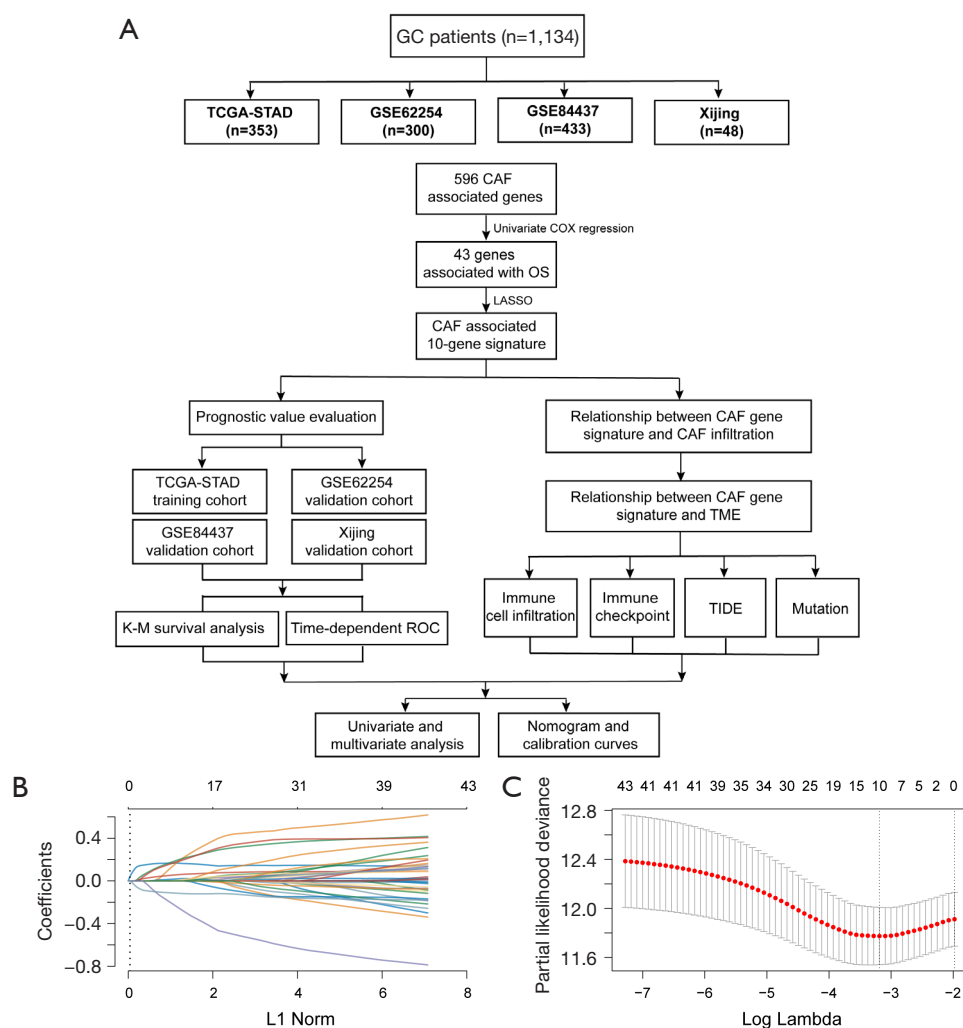 A
GC patients (n=1,134)
TCGA-STAD
(n=353)
GSE62254
(n=300)
GSE84437
(n=433)
Xijing
(n=48)
596 CAF
associated genes
Univariate COX regression
43 genes
associated with OS
LASSO
CAF associated
10-gene signature
Prognostic value evaluation
Relationship between CAF gene
signature and CAF infiltration
TCGA-STAD
training cohort
GSE62254
validation cohort
GSE84437
validation cohort
Xijing
validation cohort
Relationship between CAF gene
signature and TME
Immune
cell infiltration
Immune
checkpoint
TIDE
Mutation
K-M survival analysis
Time-dependent ROC
Univariate and
multivariate analysis
Nomogram and
calibration curves
B
0 17 31 39 43
Coefficients
0.4
0.0
−0.4
−0.8
0 2 4 6 8
L1 Norm
C
43 41 41 41 39 35 34 30 25 19 15 10 7 5 2 0
Partial likelihood deviance
12.8
12.4
12.0
11.6
−7 −6 −5 −4 −3 −2
Log Lambda